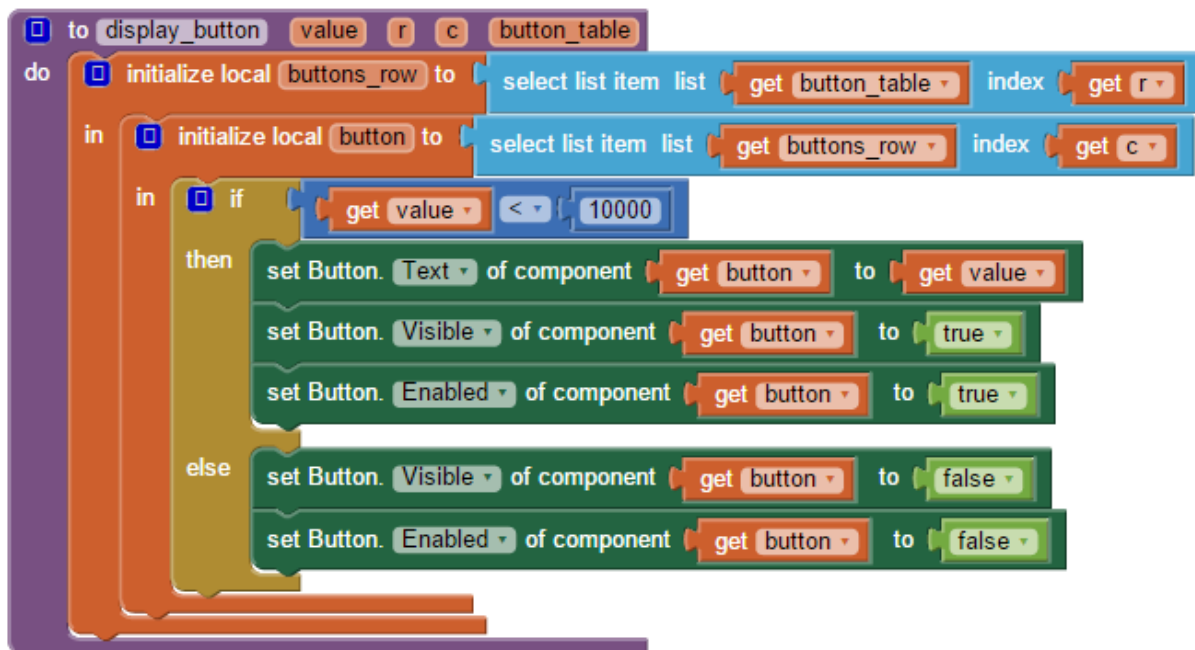 to display_button value r c button_table
do initialize local buttons_row to select list item list get button_table index get r
in initialize local button to select list item list get buttons_row index get c
in if get value < 10000
then set Button. Text of component get button to get value
set Button. Visible of component get button to true
set Button. Enabled of component get button to true
else set Button. Visible of component get button to false
set Button. Enabled of component get button to false